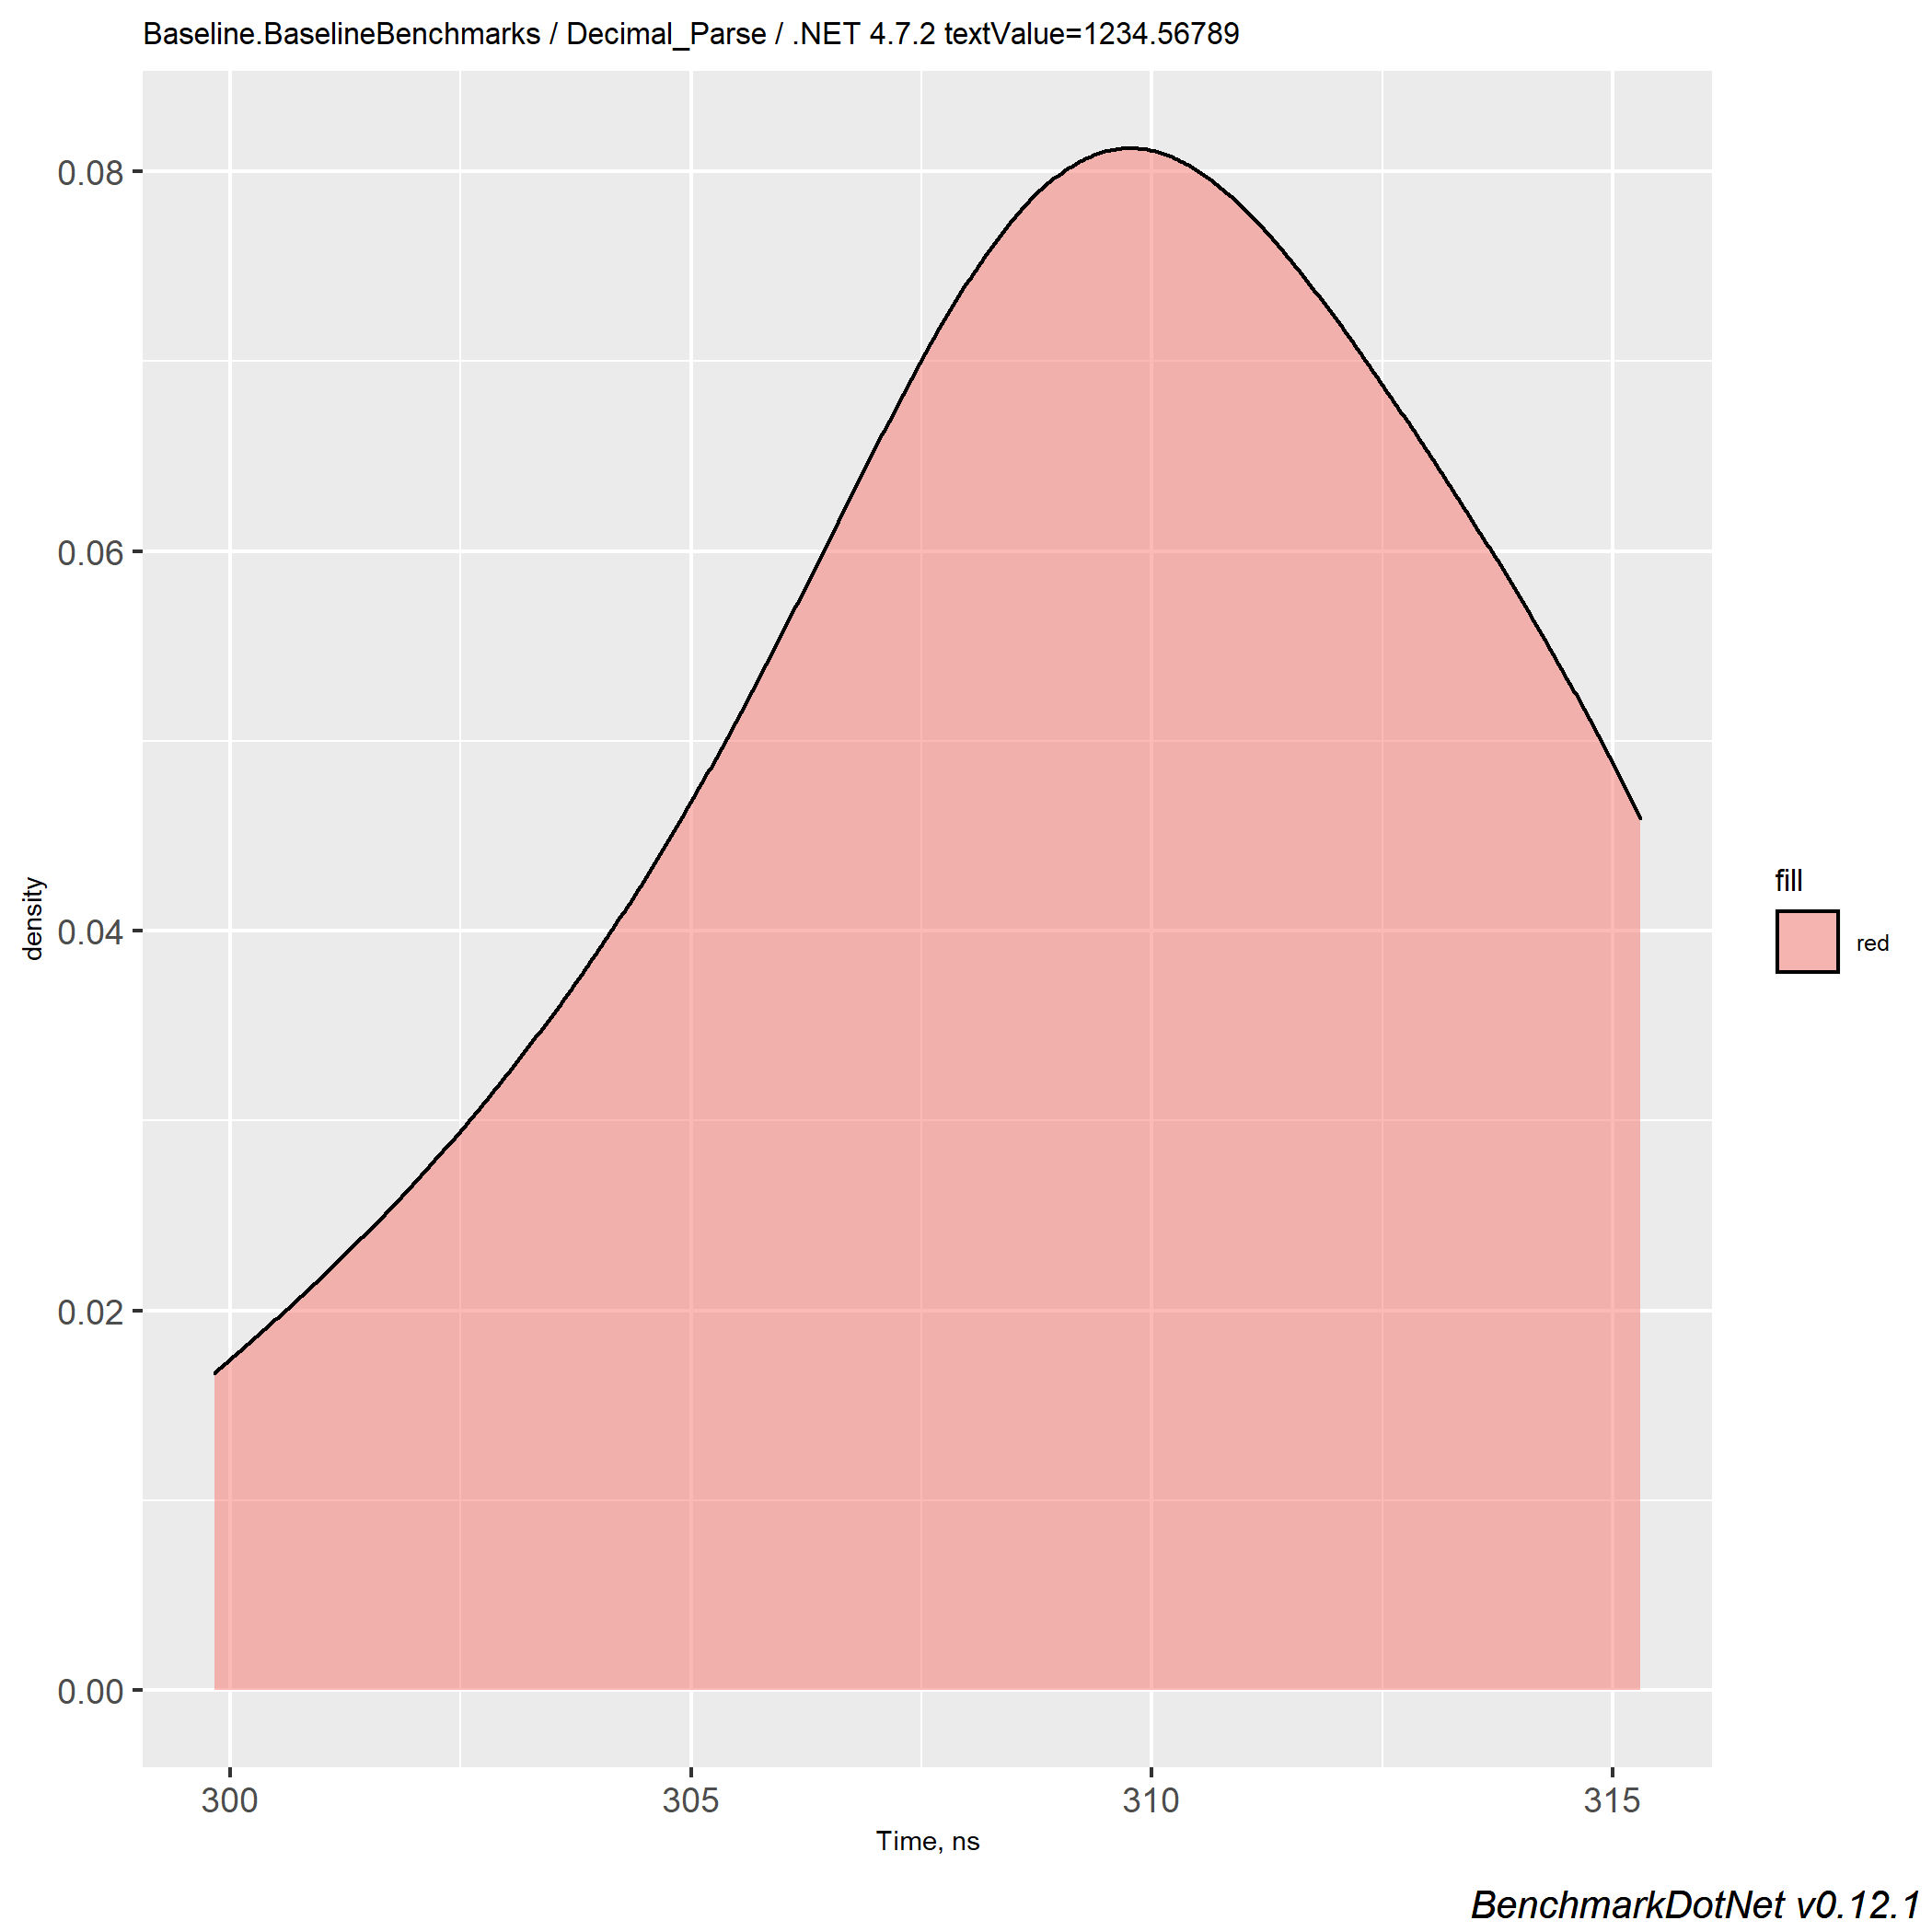 Baseline.BaselineBenchmarks / Decimal_Parse / .NET 4.7.2 textValue=1234.56789
0.08
0.06
0.04
0.02
0.00
density
300 305 310 315
Time, ns
fill
red
BenchmarkDotNet v0.12.1